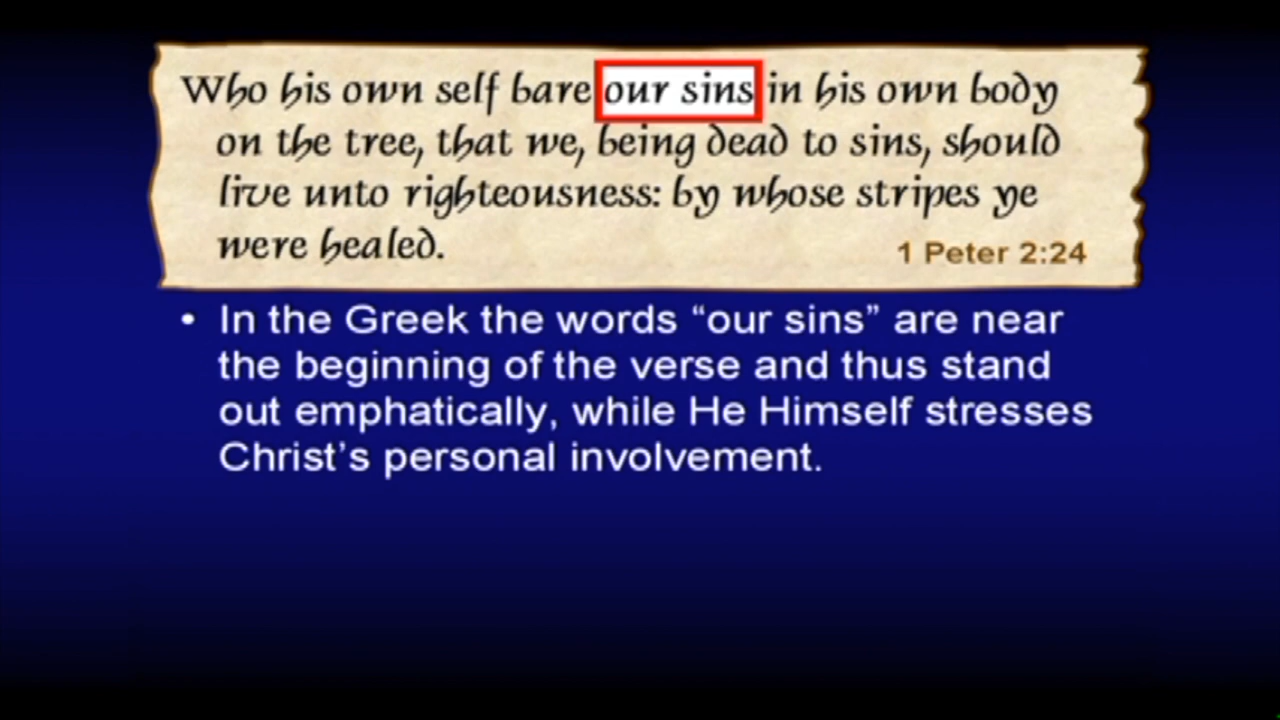 Who his own self bare our sins in his own body
on the tree, that we, being dead to sins, should
live unto righteousness: by whose stripes ye
were healed.
1 Peter 2:24
• In the Greek the words “our sins” are near
the beginning of the verse and thus stand
out emphatically, while He Himself stresses
Christ’s personal involvement.